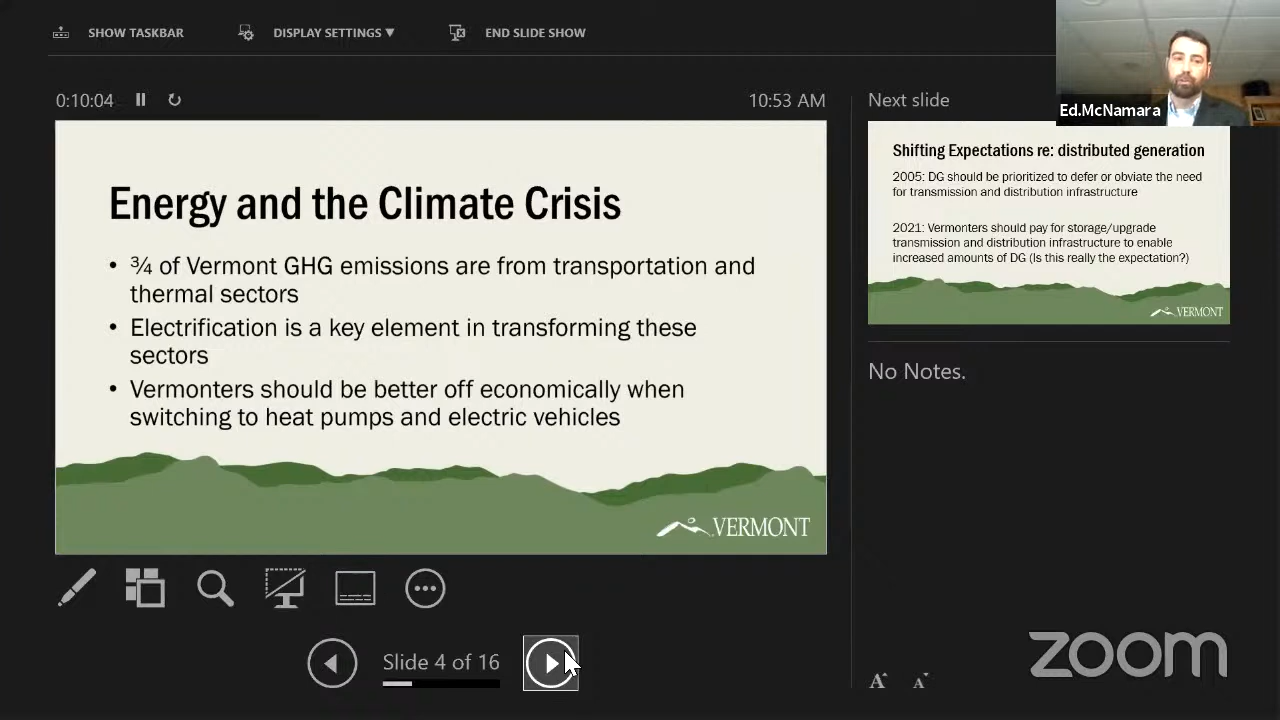 SHOW TASKBAR
DISPLAY SETTINGS ▼
END SLIDE SHOW
0:10:04
10:53 AM
Next slide
Ed.McNamara
Energy and the Climate Crisis
• ¾ of Vermont GHG emissions are from transportation and
thermal sectors
• Electrification is a key element in transforming these
sectors
• Vermonters should be better off economically when
switching to heat pumps and electric vehicles
VERMONT
Shifting Expectations re: distributed generation
2005: DG should be prioritized to defer or obviate the need
for transmission and distribution infrastructure
2021: Vermonters should pay for storage/upgrade
transmission and distribution infrastructure to enable
increased amounts of DG (Is this really the expectation?)
VERMONT
No Notes.
Slide 4 of 16
A A
zoom